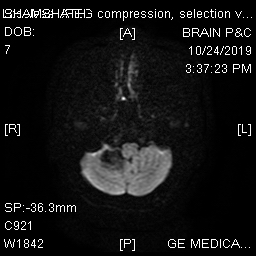 compression, selection v...
DOB:
[A]
BRAIN P&C
7
10/24/2019
3:37:23 PM
[R]
[L]
SP:-36.3mm
C921
W1842
[P]
GE MEDICA...